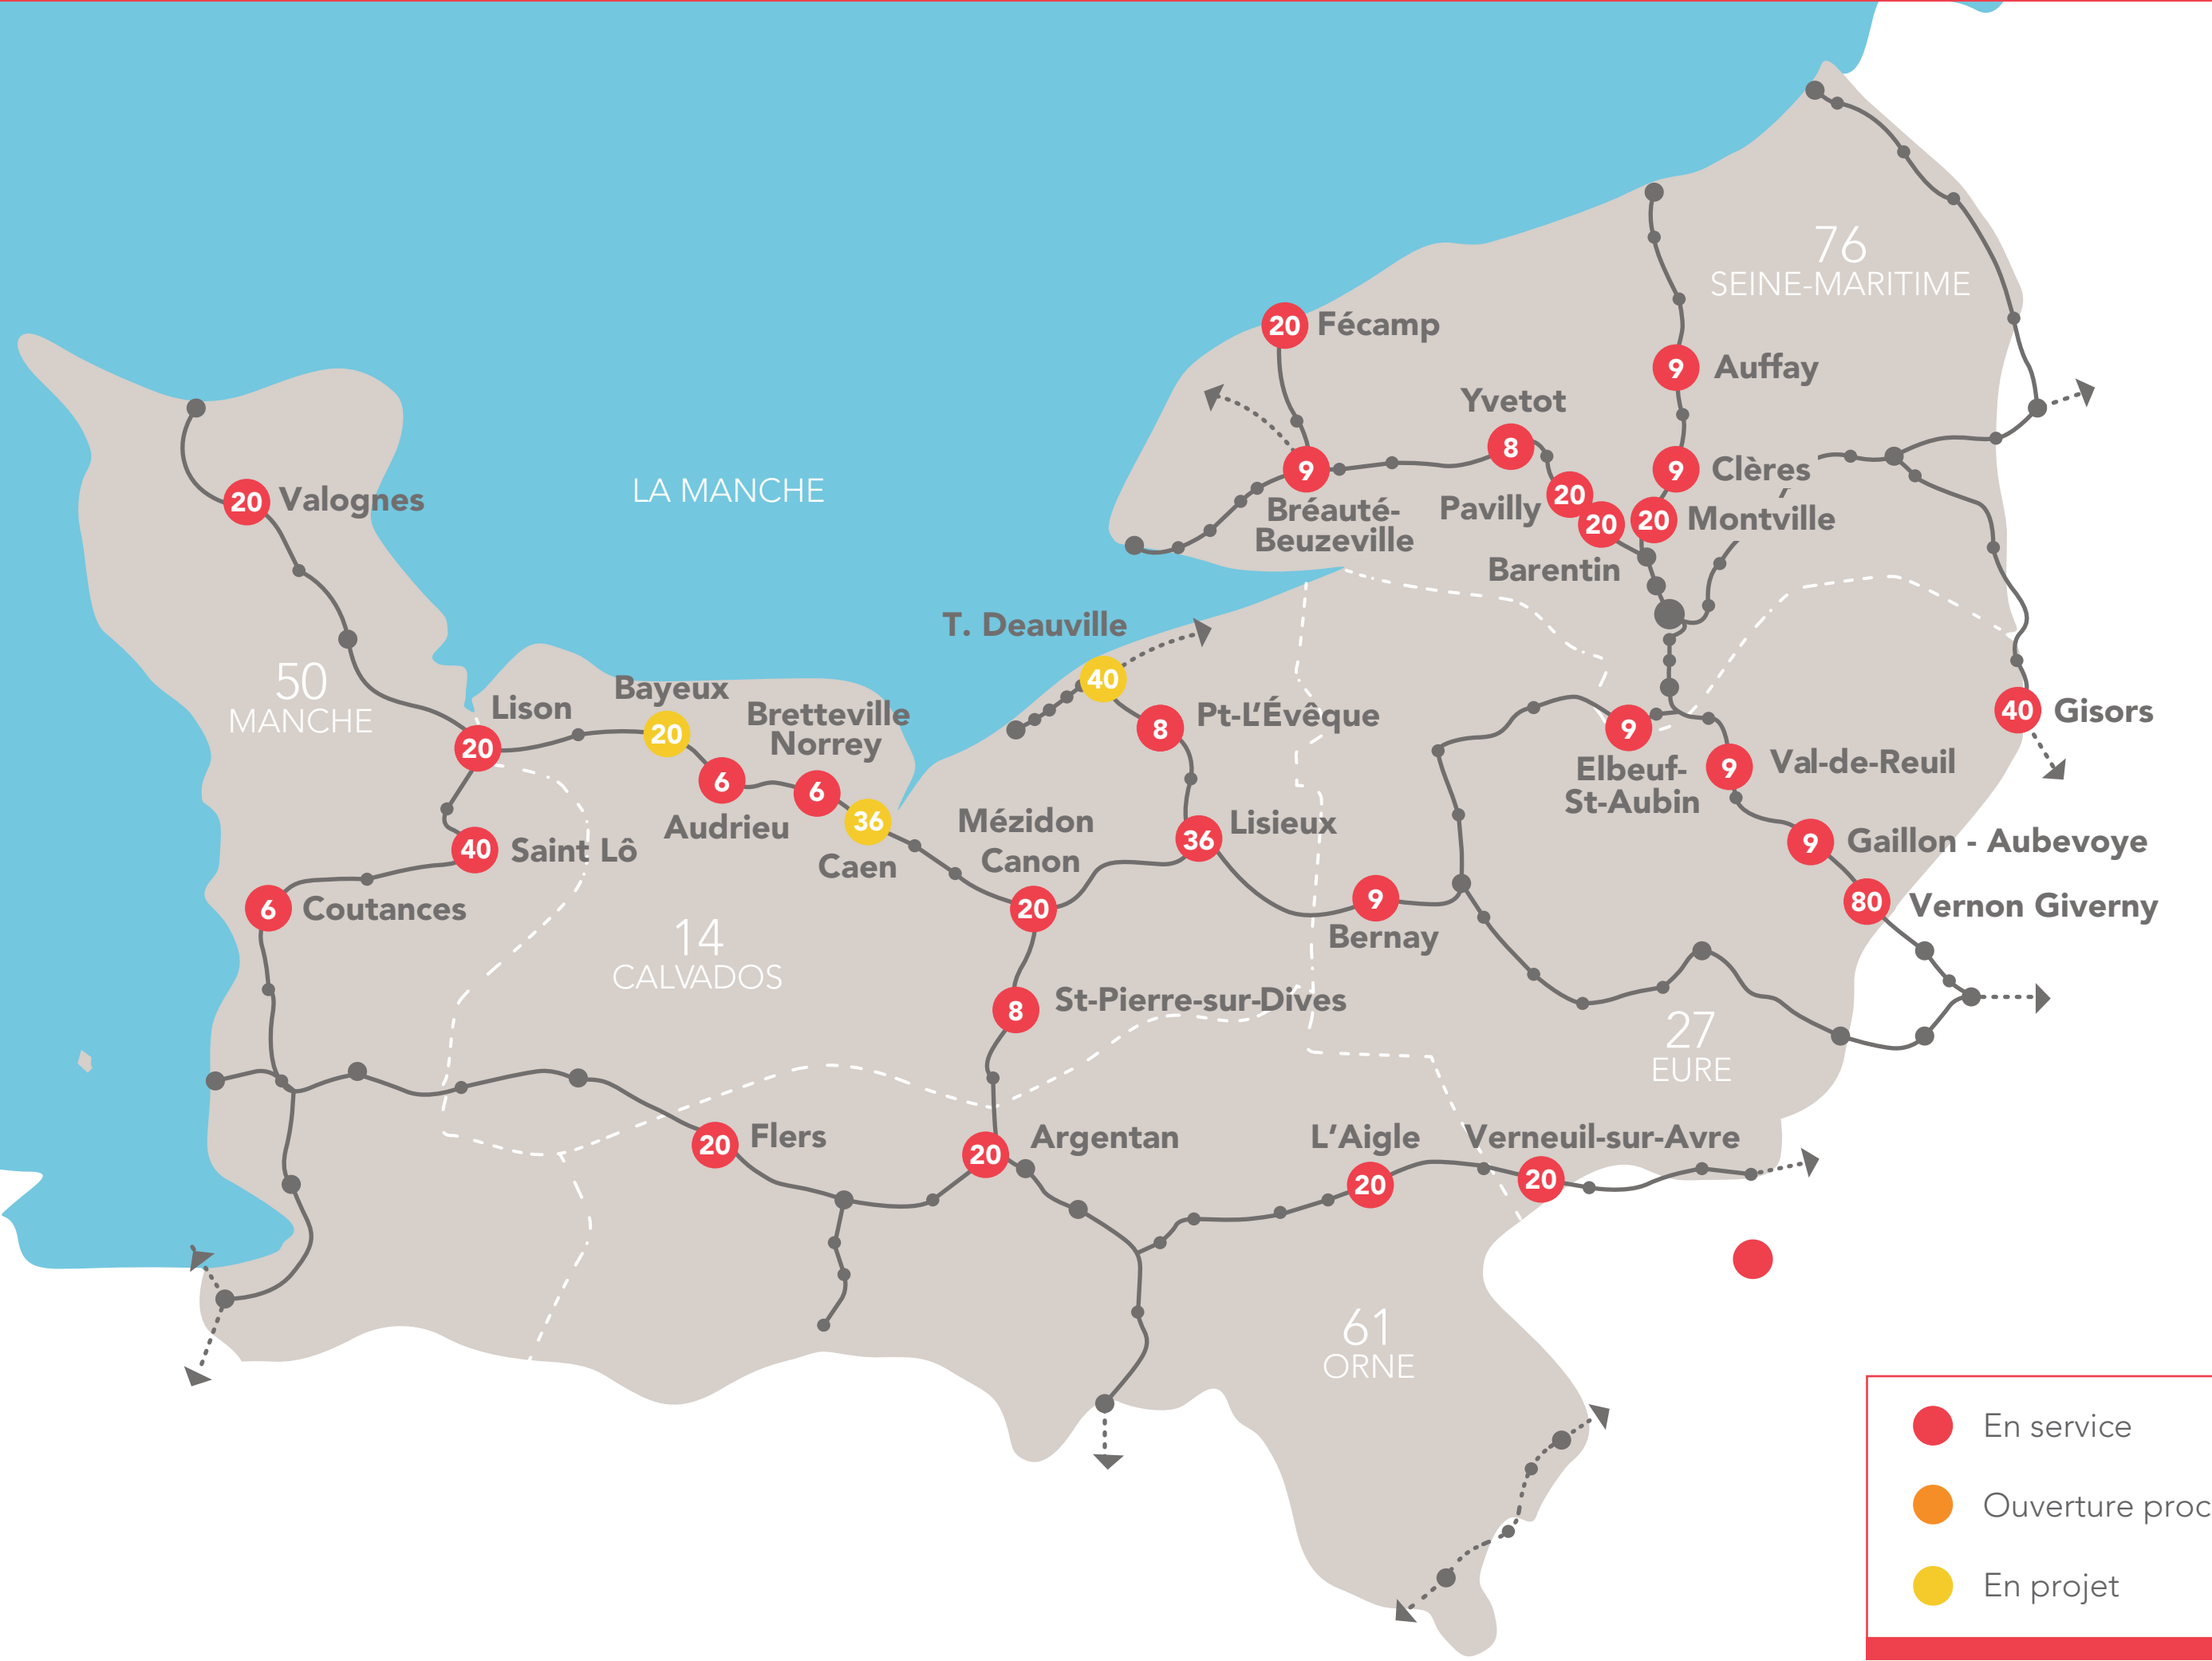 76
SEINE-MARITIME
20 Fécamp
9 Auffay
Yvetot
8
9
Bréauté-
Beuzeville
9 Clères
Pavilly 20
20
Barentin
20 Montville
LA MANCHE
20 Valognes
50
MANCHE
T. Deauville
40
Lison
20
Bayeux
20
Bretteville
Norrey
6
6
Audrieu
36
Caen
8 Pt-L'Évêque
9
Elbeuf-
St-Aubin
9 Val-de-Reuil
40 Gisors
Mézidon
Canon
20
36 Lisieux
40 Saint Lô
9 Gaillon - Aubevoye
6 Coutances
9
Bernay
80 Vernon Giverny
14
CALVADOS
8 St-Pierre-sur-Dives
27
EURE
20 Flers
20 Argentan
L'Aigle
20
Verneuil-sur-Avre
20
61
ORNE
En service
Ouverture proc
En projet